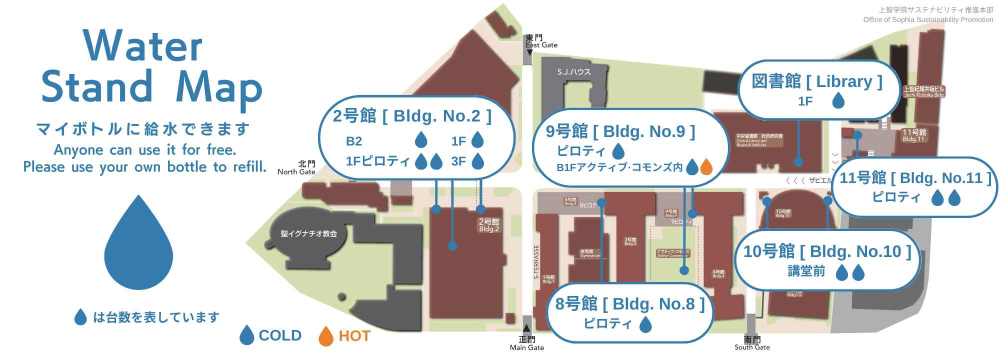 上智学院サステナビリティ推進本部
Office of Sophia Sustainability Promotion
Water
Stand Map
マイボトルに給水できます
Anyone can use it for free.
Please use your own bottle to refill.
は台数を表しています
COLD
HOT
東門
East Gate
S.J.ハウス
図書館 [ Library ]
1F
上智紀尾井坂ビル
Jochi Kioizaka Bldg.
2号館 [ Bldg. No.2 ]
B2
1F
1Fピロティ
3F
9号館 [ Bldg. No.9 ]
ピロティ
B1Fアクティブ·コモンズ内
中央図書館 総合研究棟
Central Library and
Research Institutes
11号館
Bldg.11
北門
North Gate
ザビエル
11号館 [ Bldg. No.11 ]
ピロティ
8号館
Bldg.8
8ピロティ
9号館
Bldg.9
9ピロティ
10号館
Bldg.10
2号館
Bldg.2
聖イグナチオ教会
3号館
Bldg.3
体育館
Gymnasium
アクティブ·コモンズ
Active Commons
S-TERRASSE
1号館
Bldg.1
4号館
Bldg.4
10号館 [ Bldg. No.10 ]
講堂前
Bldg.13
8号館 [ Bldg. No.8 ]
ピロティ
正門
Main Gate
南門
South Gate